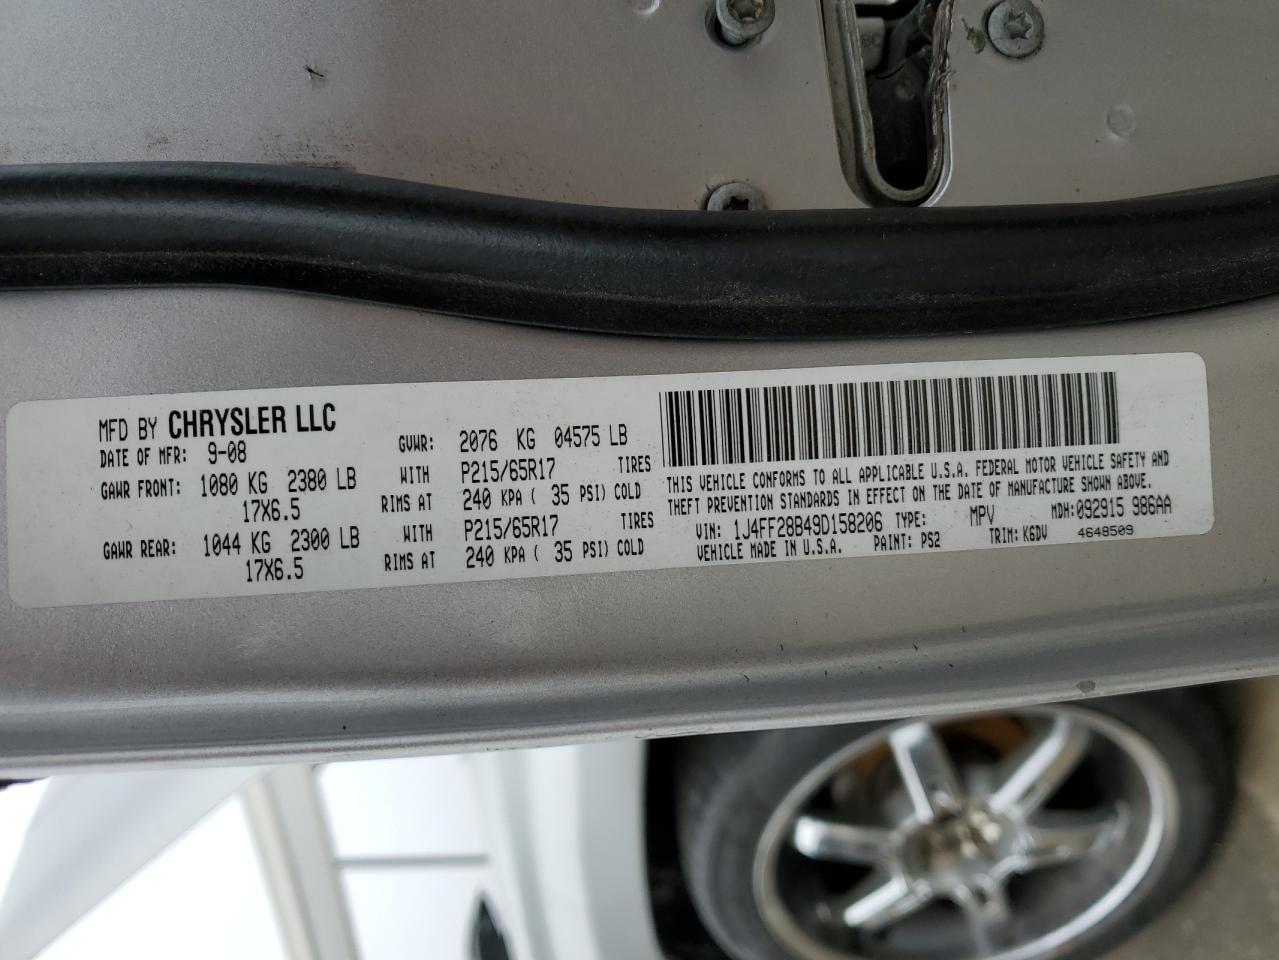 MFD BY CHRYSLER LLC
DATE OF MFR: 9-08
GAWR FRONT: 1080 KG 2380 LB
17X6.5
GAWR REAR: 1044 KG 2300 LB
17X6.5
GVWR: 2076 KG 04575 LB
WITH P215/65R17 TIRES
RIMS AT 240 KPA ( 35 PSI) COLD
WITH P215/65R17 TIRES
RIMS AT 240 KPA ( 35 PSI) COLD
THIS VEHICLE CONFORMS TO ALL APPLICABLE U.S.A. FEDERAL MOTOR VEHICLE SAFETY AND
THEFT PREVENTION STANDARDS IN EFFECT ON THE DATE OF MANUFACTURE SHOWN ABOVE.
VIN: 1J4FF28B49D158206 TYPE: MPV MDH:092915 986AA
VEHICLE MADE IN U.S.A. PAINT: PS2 TRIM: K6DV 4648509